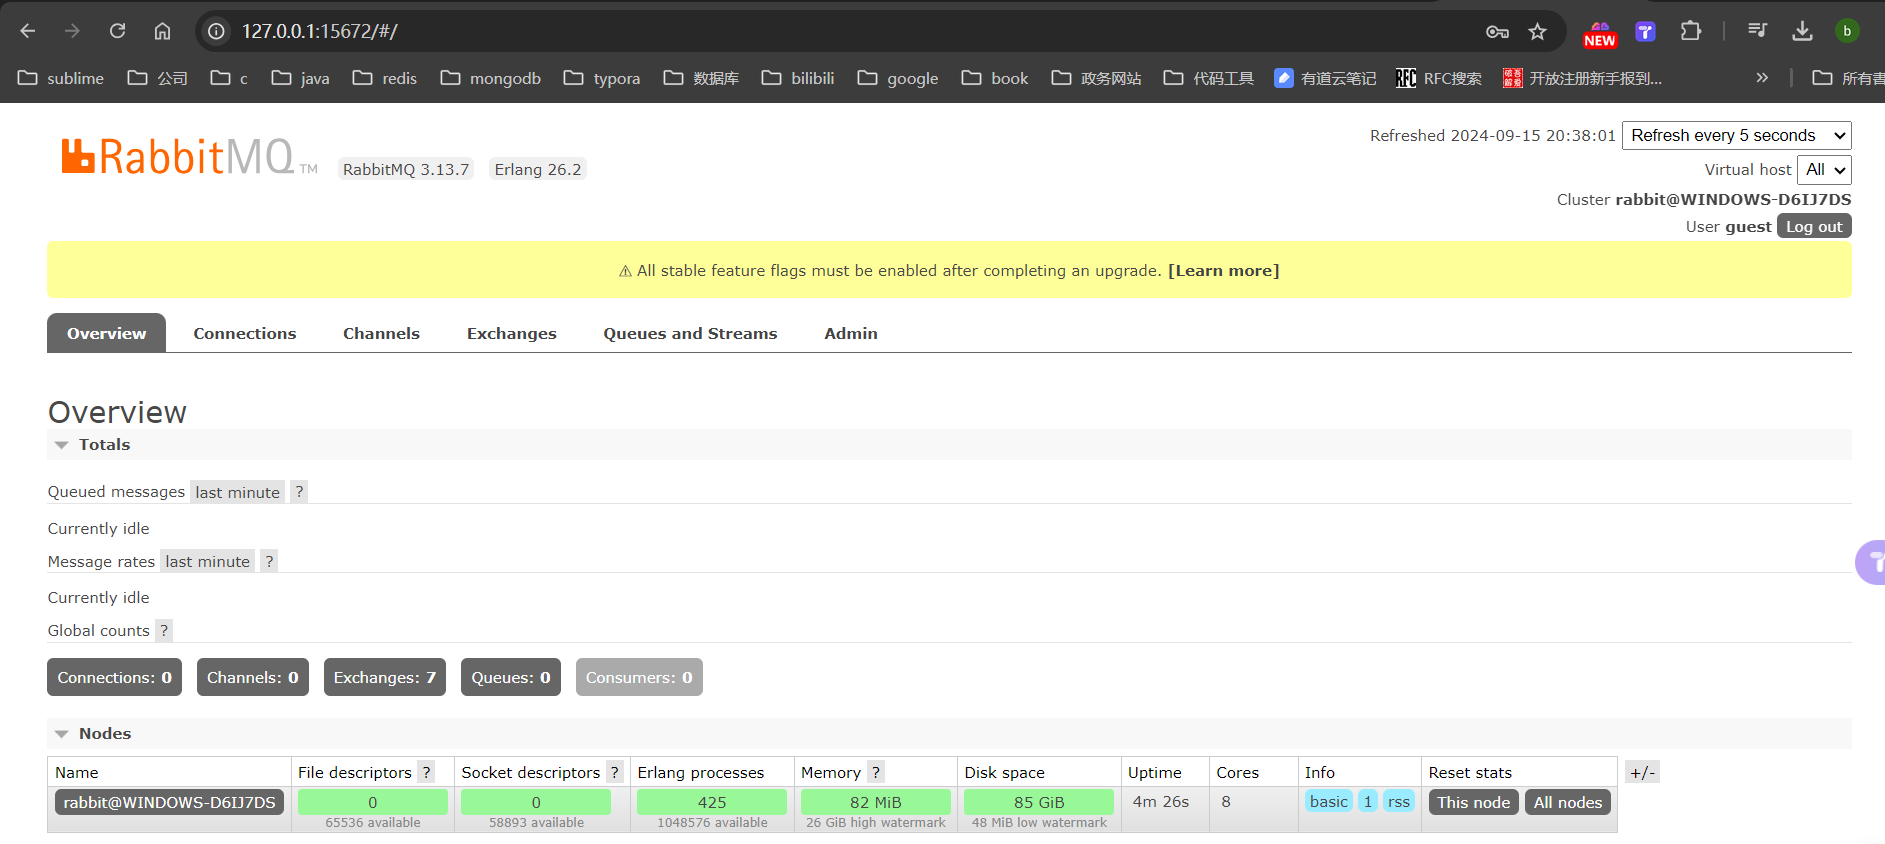 127.0.0.1:15672/#/
NEW
b
sublime 公司 c java redis mongodb typora 数据库 bilibili google book 政务网站 代码工具 有道云笔记 RFC RFC搜索 吾爱破解 开放注册新手报到... » 所有書
RabbitMQ TM RabbitMQ 3.13.7 Erlang 26.2
Refreshed 2024-09-15 20:38:01 Refresh every 5 seconds
Virtual host All
Cluster rabbit@WINDOWS-D6IJ7DS
User guest Log out
⚠ All stable feature flags must be enabled after completing an upgrade. [Learn more]
Overview Connections Channels Exchanges Queues and Streams Admin
Overview
Totals
Queued messages last minute ?
Currently idle
Message rates last minute ?
Currently idle
Global counts ?
Connections: 0 Channels: 0 Exchanges: 7 Queues: 0 Consumers: 0
Nodes
Name File descriptors ? Socket descriptors ? Erlang processes Memory ? Disk space Uptime Cores Info Reset stats +/-
rabbit@WINDOWS-D6IJ7DS 0 0 425 82 MiB 85 GiB 4m 26s 8 basic 1 rss This node All nodes
65536 available 58893 available 1048576 available 26 GiB high watermark 48 MiB low watermark